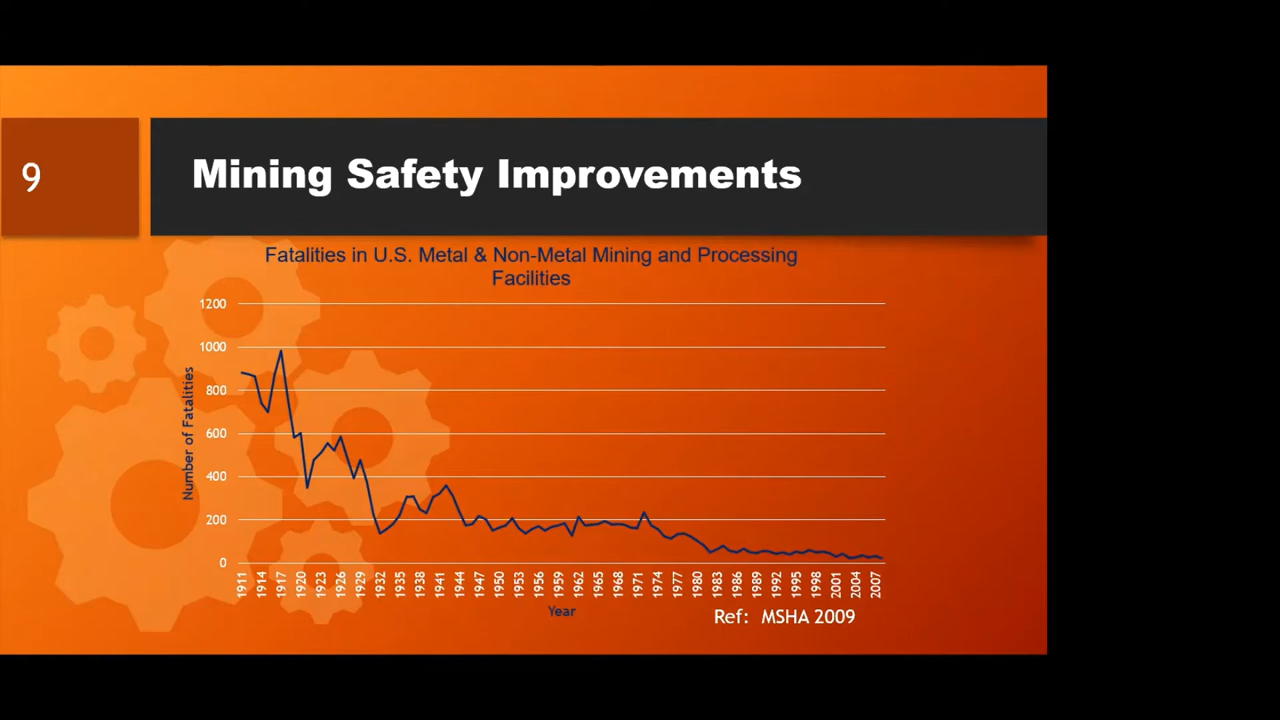 9
Mining Safety Improvements
Fatalities in U.S. Metal & Non-Metal Mining and Processing
Facilities
Number of Fatalities
1200
1000
800
600
400
200
0
1911 1914 1917 1920 1923 1926 1929 1932 1935 1938 1941 1944 1947 1950 1953 1956 1959 1962 1965 1968 1971 1974 1977 1980 1983 1986 1989 1992 1995 1998 2001 2004 2007
Year
Ref: MSHA 2009